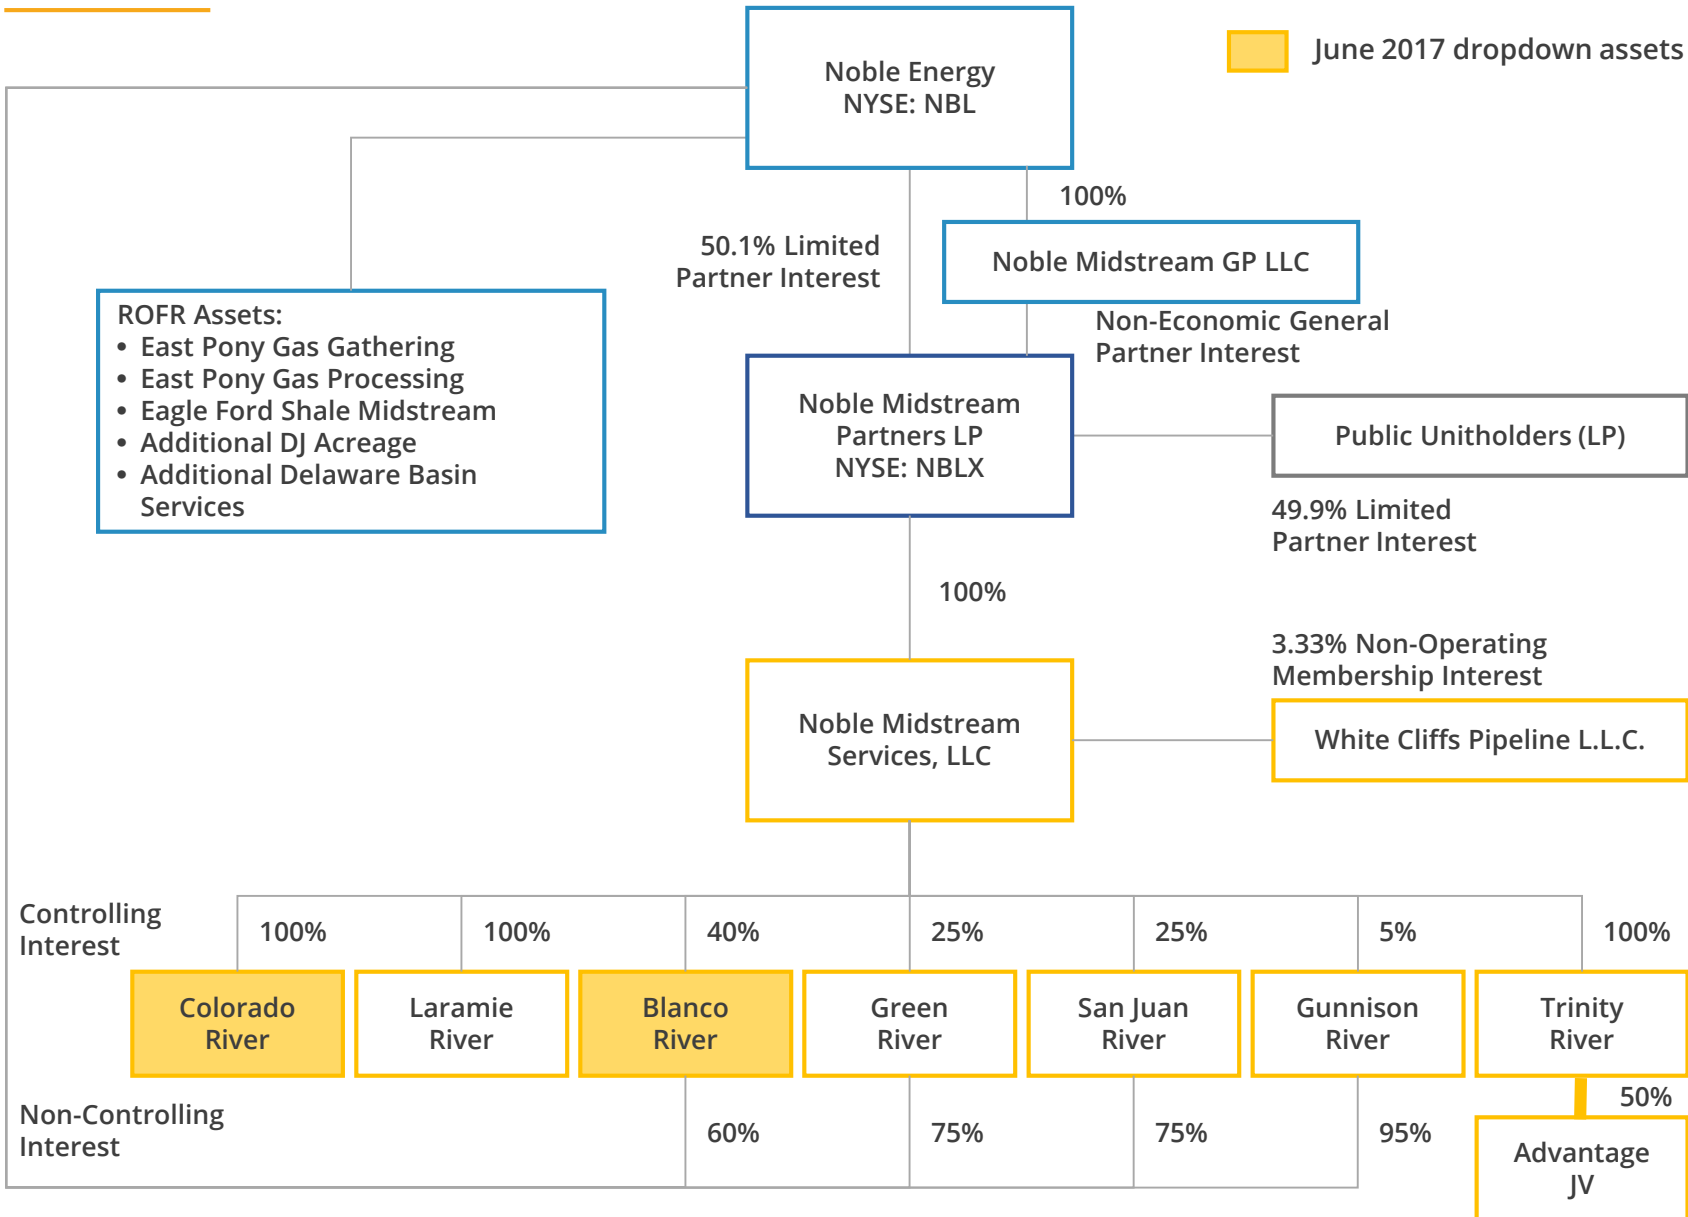 June 2017 dropdown assets
Noble Energy
NYSE: NBL
100%
50.1% Limited
Partner Interest
Noble Midstream GP LLC
Non-Economic General
Partner Interest
ROFR Assets:
• East Pony Gas Gathering
• East Pony Gas Processing
• Eagle Ford Shale Midstream
• Additional DJ Acreage
• Additional Delaware Basin
Services
Noble Midstream
Partners LP
NYSE: NBLX
Public Unitholders (LP)
49.9% Limited
Partner Interest
100%
3.33% Non-Operating
Membership Interest
Noble Midstream
Services, LLC
White Cliffs Pipeline L.L.C.
Controlling
Interest
100%
100%
40%
25%
25%
5%
100%
Colorado
River
Laramie
River
Blanco
River
Green
River
San Juan
River
Gunnison
River
Trinity
River
Non-Controlling
Interest
60%
75%
75%
95%
50%
Advantage
JV